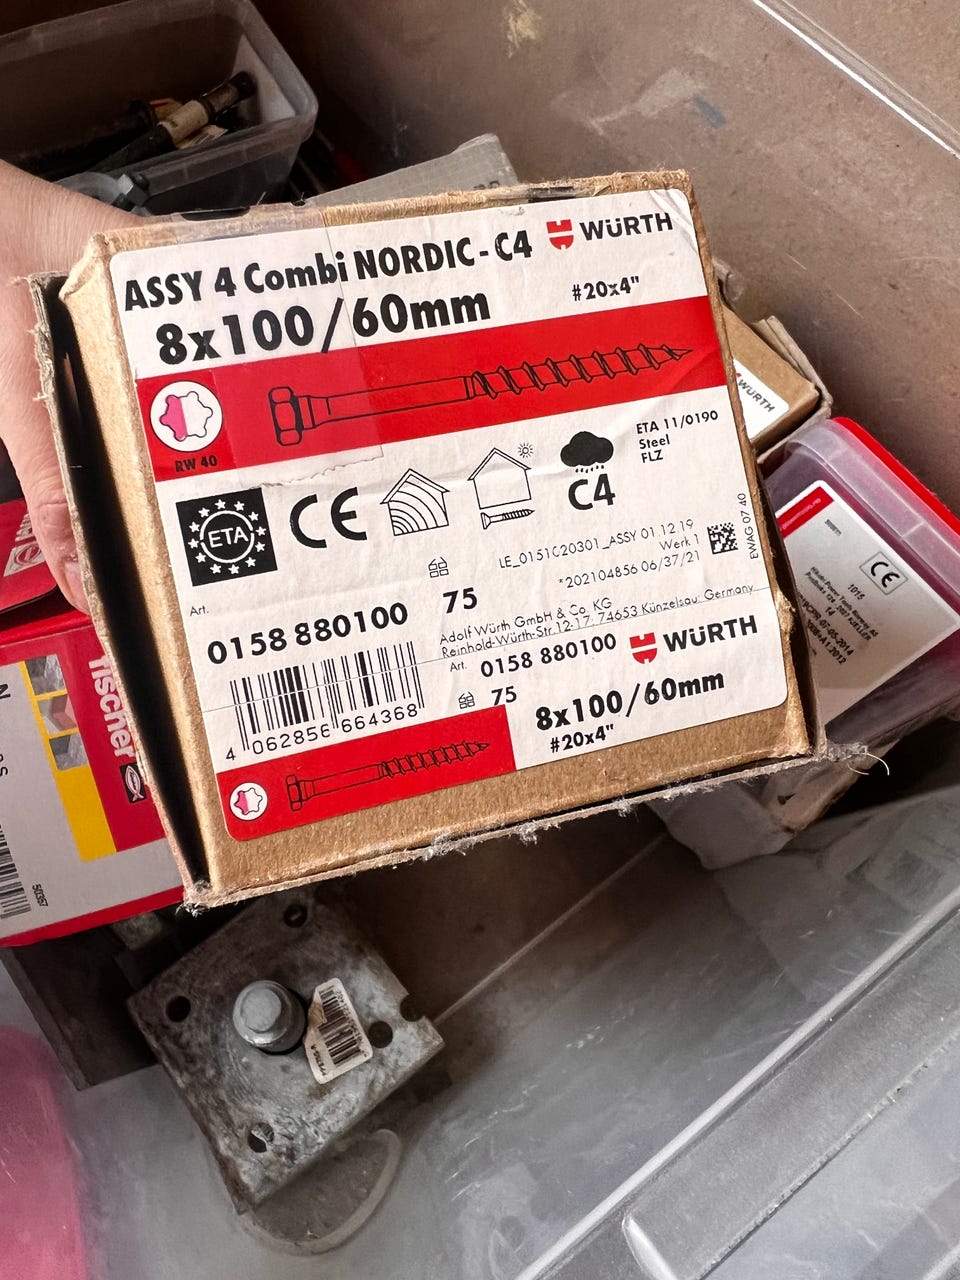 ASSY 4 Combi NORDIC - C4
WÜRTH
8x100/60mm
#20x4"
RW 40
ETA 11/0190
Steel
FLZ
ETA
CE
C4
LE_0151C20301_ASSY 01.12.19
Werk 1
*202104856 06/37/21
EWAG 07 40
Art.
75
0158 880100
Adolf Würth GmbH & Co. KG
Reinhold-Würth-Str.12-17, 74653 Künzelsau, Germany
Art. 0158 880100
WÜRTH
75
8x100/60mm
#20x4"
4 062856 664368
WÜRTH
fischer
50357
CE
1015